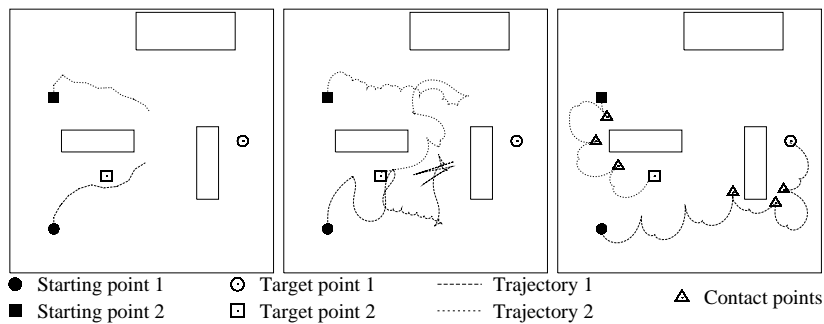 Starting point 1 Target point 1 Trajectory 1
Starting point 2 Target point 2 Trajectory 2 Contact points